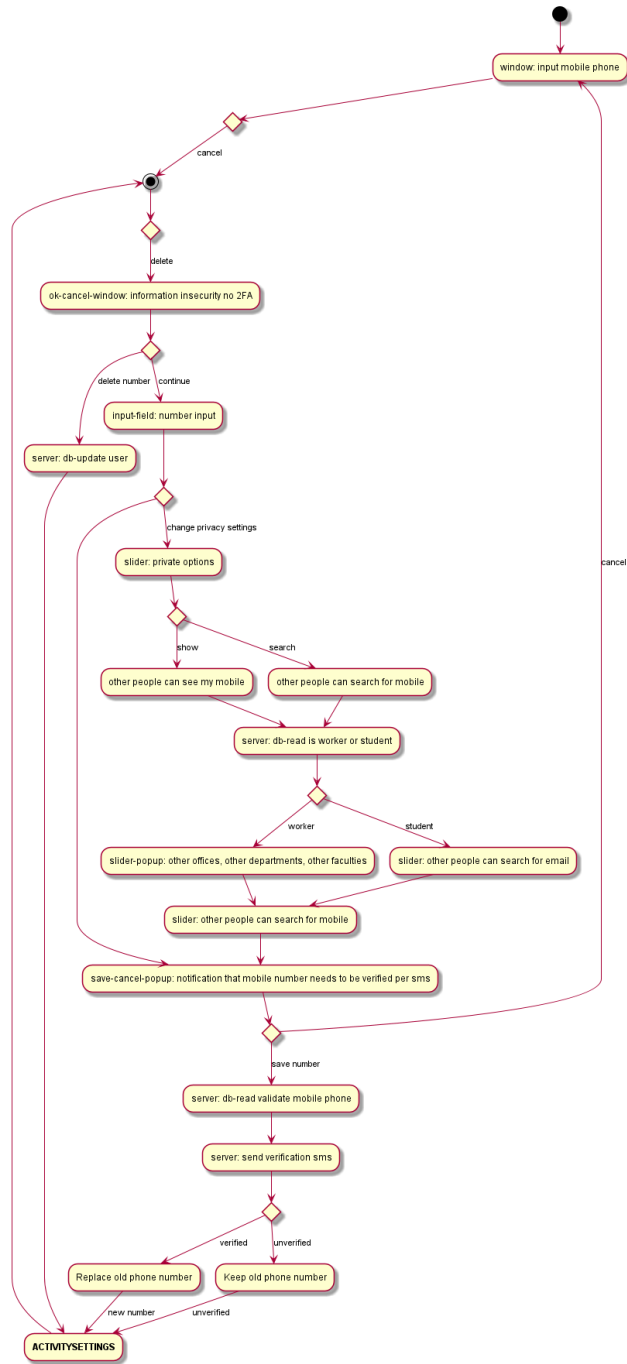 window: input mobile phone
cancel
delete
ok-cancel-window: information insecurity no 2FA
delete number
continue
input-field: number input
server: db-update user
change privacy settings
slider: private options
cancel
show
search
other people can see my mobile
other people can search for mobile
server: db-read is worker or student
worker
student
slider-popup: other offices, other departments, other faculties
slider: other people can search for email
slider: other people can search for mobile
save-cancel-popup: notification that mobile number needs to be verified per sms
save number
server: db-read validate mobile phone
server: send verification sms
verified
unverified
Replace old phone number
Keep old phone number
new number
unverified
ACTIVITYSETTINGS